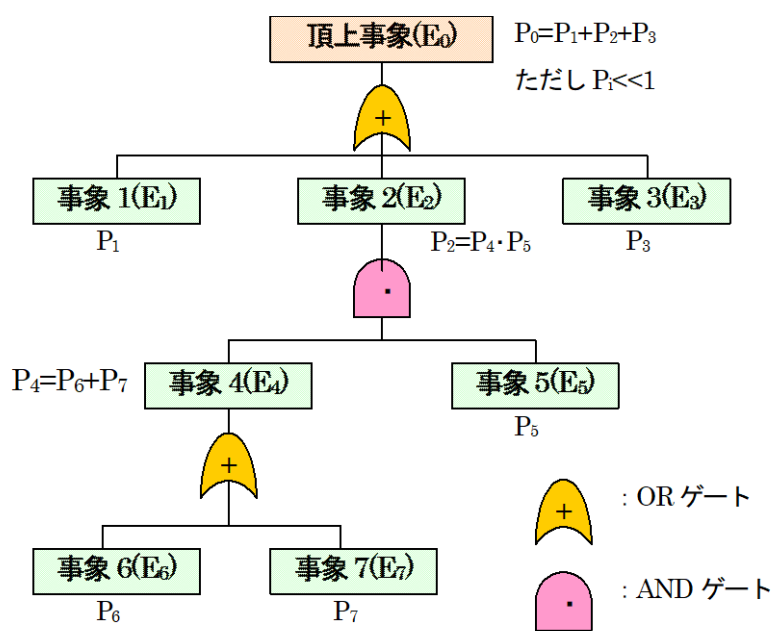 頂上事象(E₀)
P₀=P₁+P₂+P₃
ただし Pᵢ<<1
+
事象 1(E₁)
事象 2(E₂)
事象 3(E₃)
P₁
P₂=P₄・P₅
P₃
・
P₄=P₆+P₇
事象 4(E₄)
事象 5(E₅)
P₅
+
+
: OR ゲート
事象 6(E₆)
事象 7(E₇)
・
: AND ゲート
P₆
P₇